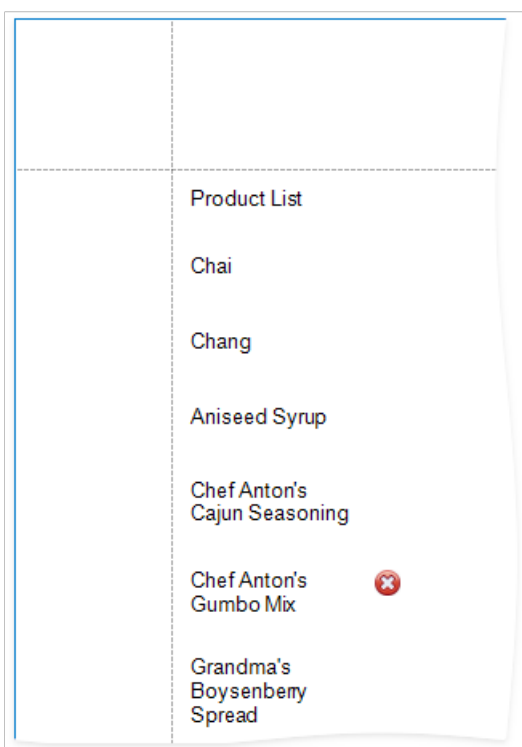 Product List
Chai
Chang
Aniseed Syrup
Chef Anton's
Cajun Seasoning
Chef Anton's
Gumbo Mix
Grandma's
Boysenberry
Spread